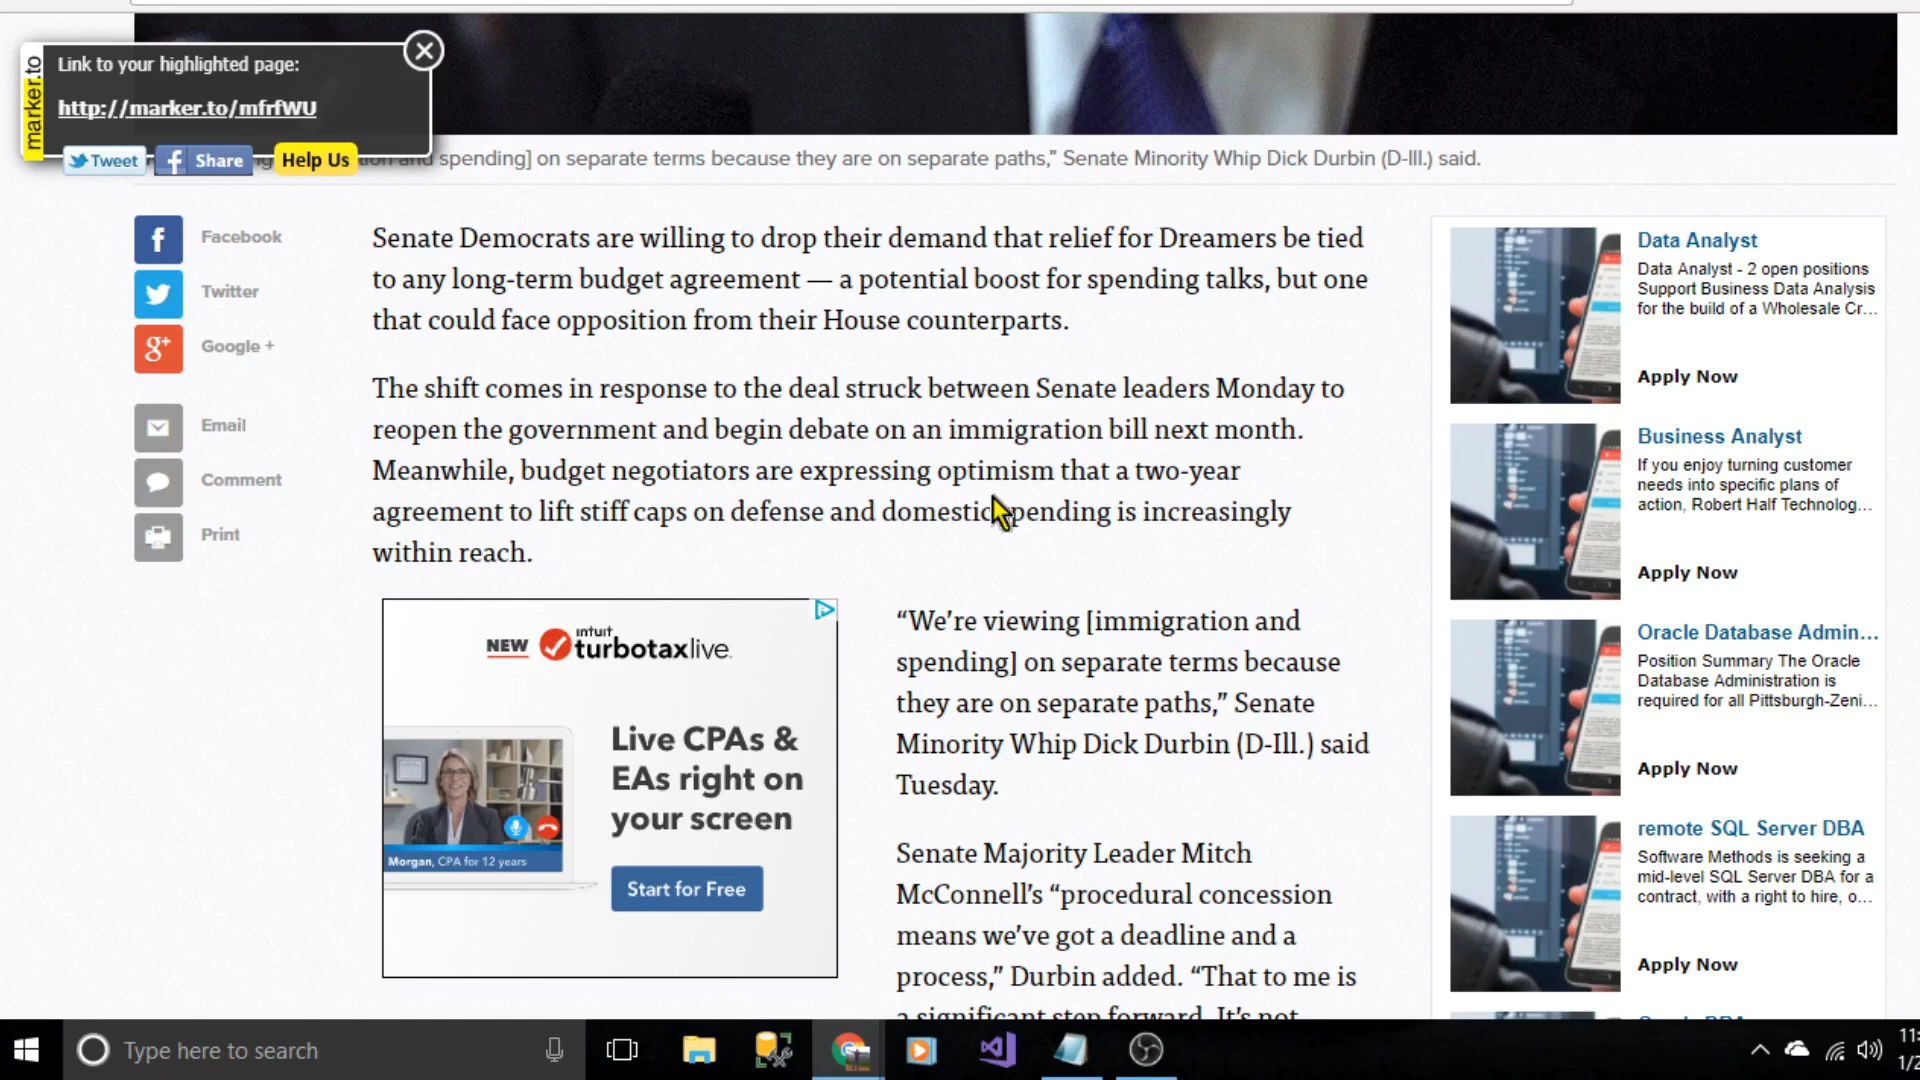 marker.to
Link to your highlighted page:
http://marker.to/mfrfWU
Tweet
Share
Help Us
and spending] on separate terms because they are on separate paths,” Senate Minority Whip Dick Durbin (D-Ill.) said.
Facebook
Twitter
Google +
Email
Comment
Print
Senate Democrats are willing to drop their demand that relief for Dreamers be tied
to any long-term budget agreement — a potential boost for spending talks, but one
that could face opposition from their House counterparts.
The shift comes in response to the deal struck between Senate leaders Monday to
reopen the government and begin debate on an immigration bill next month.
Meanwhile, budget negotiators are expressing optimism that a two-year
agreement to lift stiff caps on defense and domestic spending is increasingly
within reach.
NEW intuit turbotaxlive.
Live CPAs &
EAs right on
your screen
Morgan, CPA for 12 years
Start for Free
“We’re viewing [immigration and
spending] on separate terms because
they are on separate paths,” Senate
Minority Whip Dick Durbin (D-Ill.) said
Tuesday.
Senate Majority Leader Mitch
McConnell’s “procedural concession
means we’ve got a deadline and a
process,” Durbin added. “That to me is
a significant step forward. It’s not
Data Analyst
Data Analyst - 2 open positions
Support Business Data Analysis
for the build of a Wholesale Cr...
Apply Now
Business Analyst
If you enjoy turning customer
needs into specific plans of
action, Robert Half Technolog...
Apply Now
Oracle Database Admin...
Position Summary The Oracle
Database Administration is
required for all Pittsburgh-Zeni...
Apply Now
remote SQL Server DBA
Software Methods is seeking a
mid-level SQL Server DBA for a
contract, with a right to hire, o...
Apply Now
Type here to search